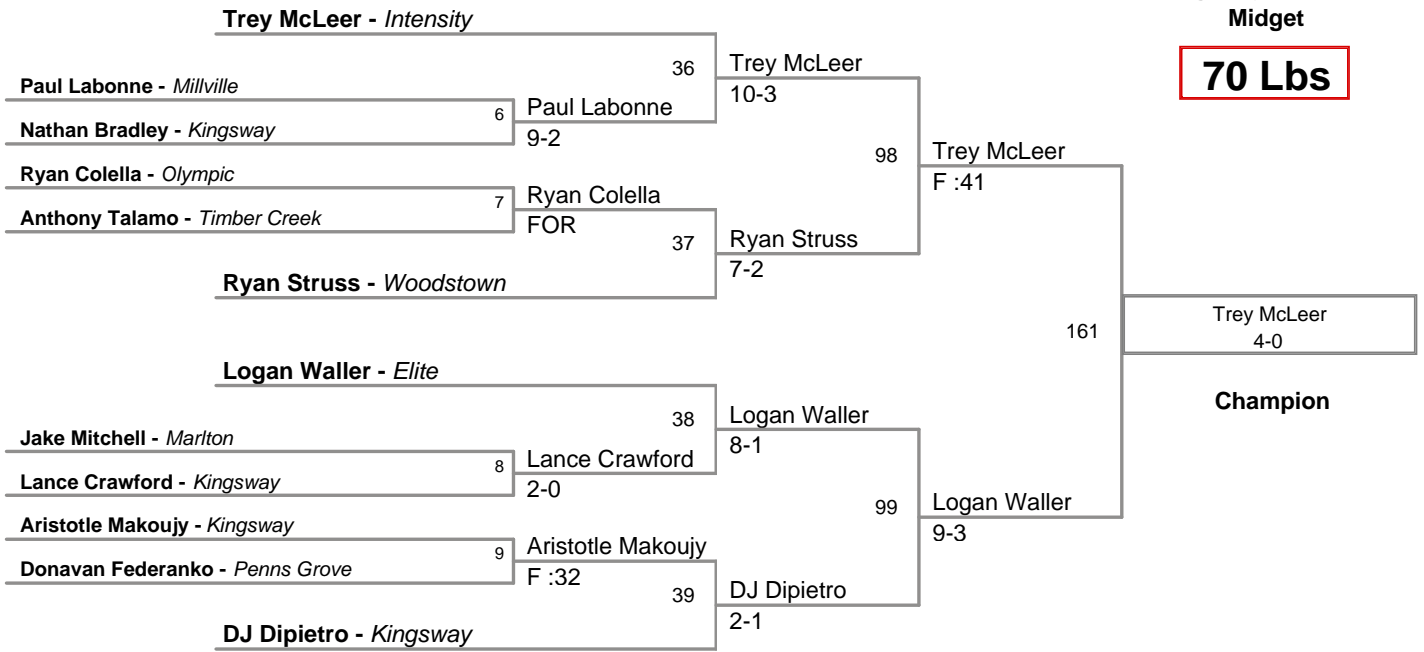 Trey McLeer - Intensity
Midget
70 Lbs
36
Trey McLeer
10-3
Paul Labonne - Millville
6
Paul Labonne
9-2
Nathan Bradley - Kingsway
98
Trey McLeer
F :41
Ryan Colella - Olympic
7
Ryan Colella
FOR
Anthony Talamo - Timber Creek
37
Ryan Struss
7-2
Ryan Struss - Woodstown
161
Trey McLeer
4-0
Champion
Logan Waller - Elite
38
Logan Waller
8-1
Jake Mitchell - Marlton
8
Lance Crawford
2-0
Lance Crawford - Kingsway
99
Logan Waller
9-3
Aristotle Makoujy - Kingsway
9
Aristotle Makoujy
F :32
Donavan Federanko - Penns Grove
39
DJ Dipietro
2-1
DJ Dipietro - Kingsway